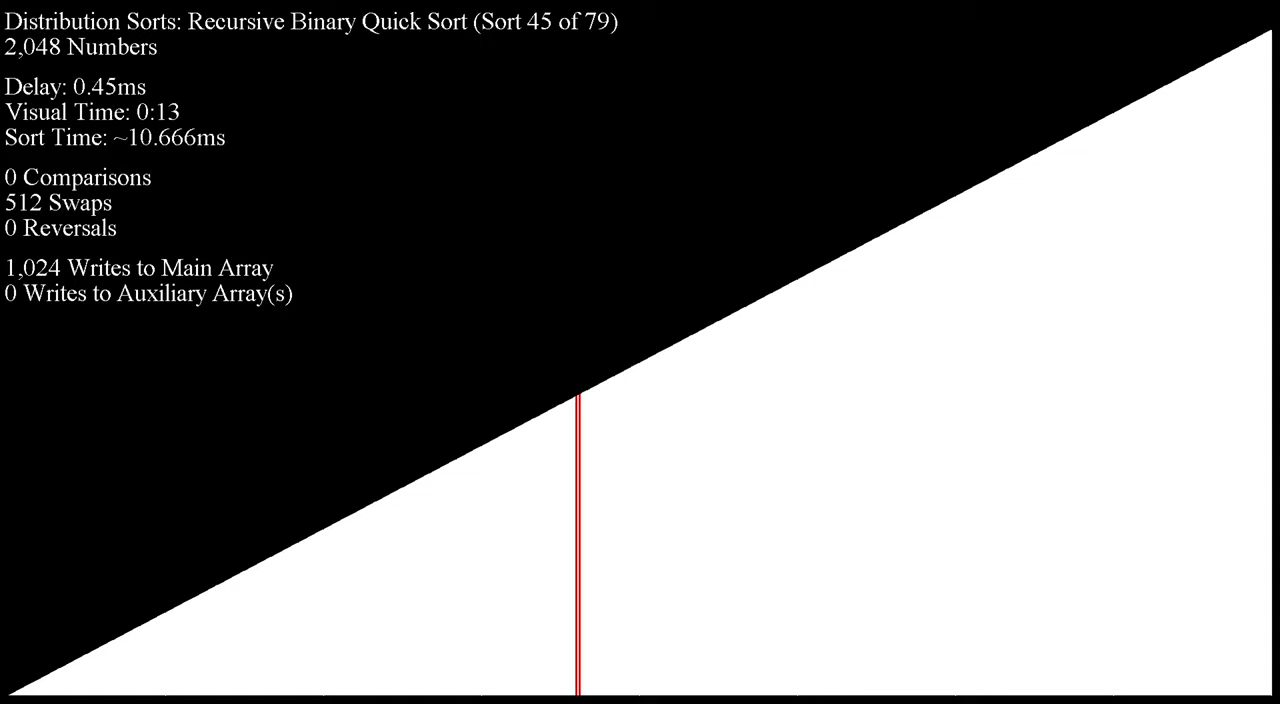 Distribution Sorts: Recursive Binary Quick Sort (Sort 45 of 79)
2,048 Numbers
Delay: 0.45ms
Visual Time: 0:13
Sort Time: ~10.666ms
0 Comparisons
512 Swaps
0 Reversals
1,024 Writes to Main Array
0 Writes to Auxiliary Array(s)